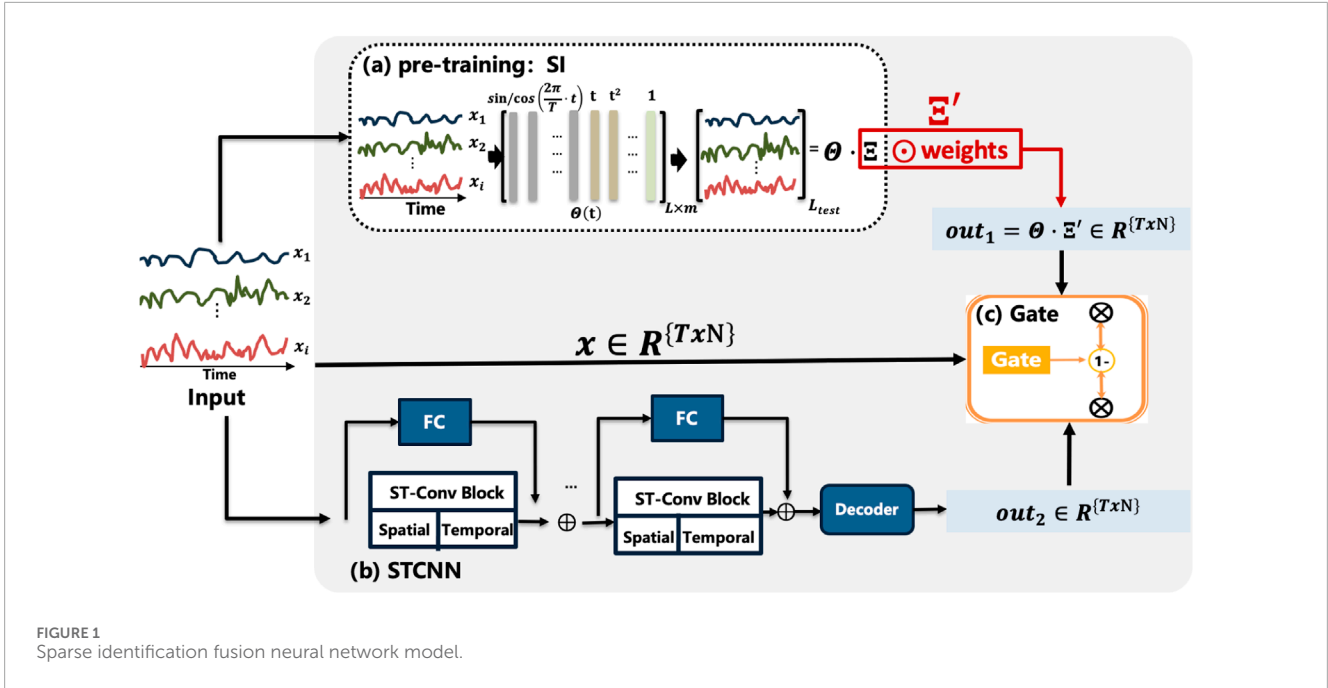 (a) pre-training: SI
sin/cos (2π/T · t) t t² 1
x₁
x₂
⋮
xᵢ
Time
... ...
... ...
... ...
Θ(t)
L×m
⋮
L_test
= Θ · Ξ ⊙ weights
Ξ′
out₁ = Θ · Ξ′ ∈ R^{TxN}
x₁
x₂
⋮
xᵢ
Time
Input
x ∈ R^{TxN}
(c) Gate
Gate
1-
FC
FC
ST-Conv Block
Spatial Temporal
...
⊕
ST-Conv Block
Spatial Temporal
⊕
Decoder
out₂ ∈ R^{TxN}
(b) STCNN
FIGURE 1
Sparse identification fusion neural network model.